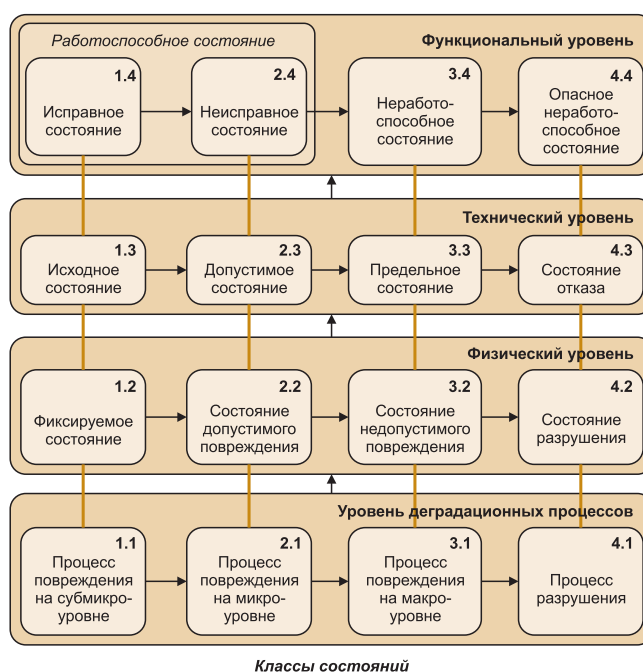 Функциональный уровень
Работоспособное состояние
1.4
Исправное
состояние
2.4
Неисправное
состояние
3.4
Неработо-
способное
состояние
4.4
Опасное
неработо-
способное
состояние
Технический уровень
1.3
Исходное
состояние
2.3
Допустимое
состояние
3.3
Предельное
состояние
4.3
Состояние
отказа
Физический уровень
1.2
Фиксируемое
состояние
2.2
Состояние
допустимого
повреждения
3.2
Состояние
недопустимого
повреждения
4.2
Состояние
разрушения
Уровень деградационных процессов
1.1
Процесс
повреждения
на субмикро-
уровне
2.1
Процесс
повреждения
на микро-
уровне
3.1
Процесс
повреждения
на макро-
уровне
4.1
Процесс
разрушения
Классы состояний